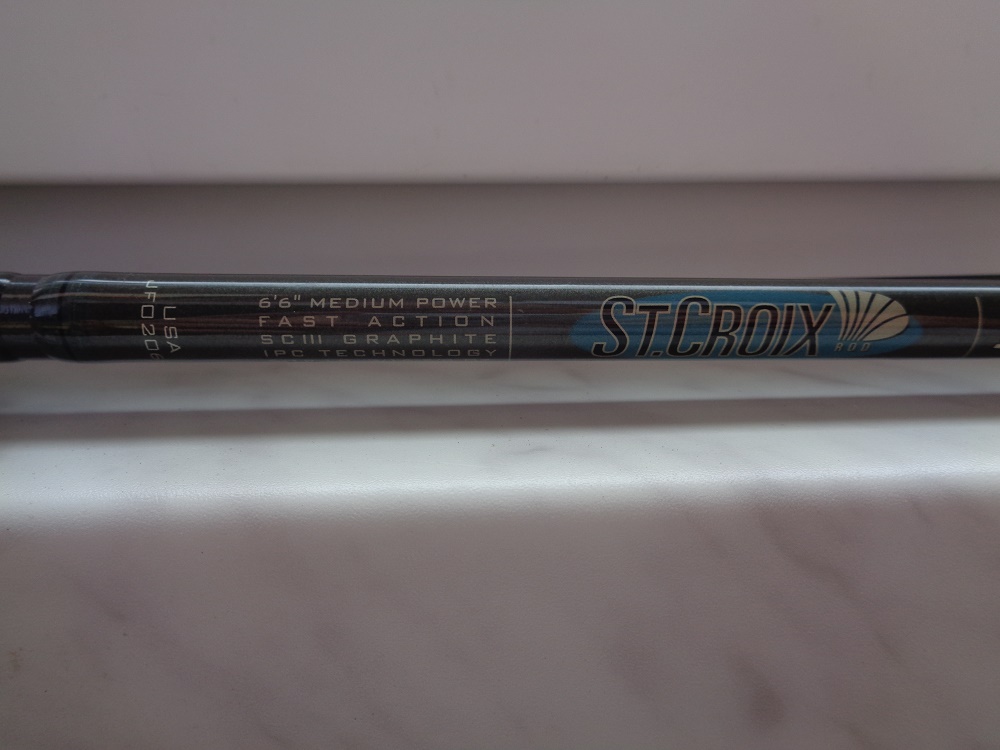 USA
6'6" MEDIUM POWER
FAST ACTION
SCIII GRAPHITE
IPC TECHNOLOGY
ST.CROIX
ROD